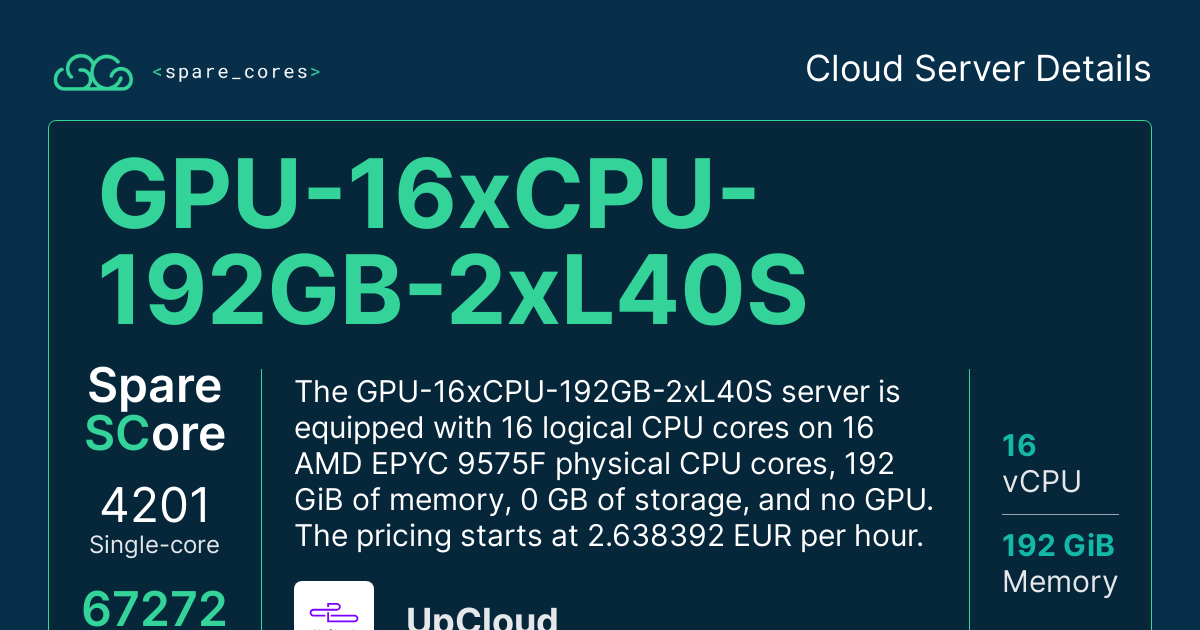 <spare_cores>
Cloud Server Details
GPU-16xCPU-
192GB-2xL40S
Spare
SCore
4201
Single-core
67272
The GPU-16xCPU-192GB-2xL40S server is
equipped with 16 logical CPU cores on 16
AMD EPYC 9575F physical CPU cores, 192
GiB of memory, 0 GB of storage, and no GPU.
The pricing starts at 2.638392 EUR per hour.
UpCloud
16
vCPU
192 GiB
Memory